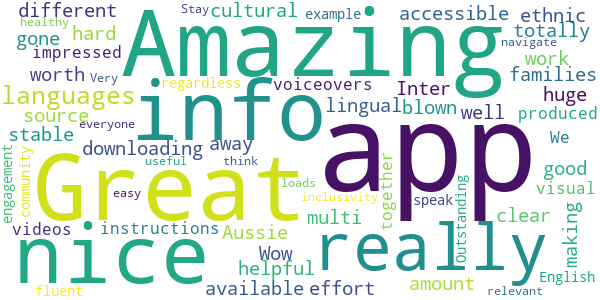 different
healthy
gone
hard
impressed
worth
Very
languages
source
stable
everyone
downloading
away
Amazing
info
regardless
Stay
cultural
example
voiceovers
Inter
lingual
blown
well
accessible
ethnic
totally
navigate
work
families
huge
produced
We
good
visual
app
Great
useful
think
easy
loads
inclusivity
speak
together
Outstanding
clear
making
English
relevant
engagement
community
videos
instructions
nice
fluent
Aussie
Wow
helpful
available
effort
multi
really
amount